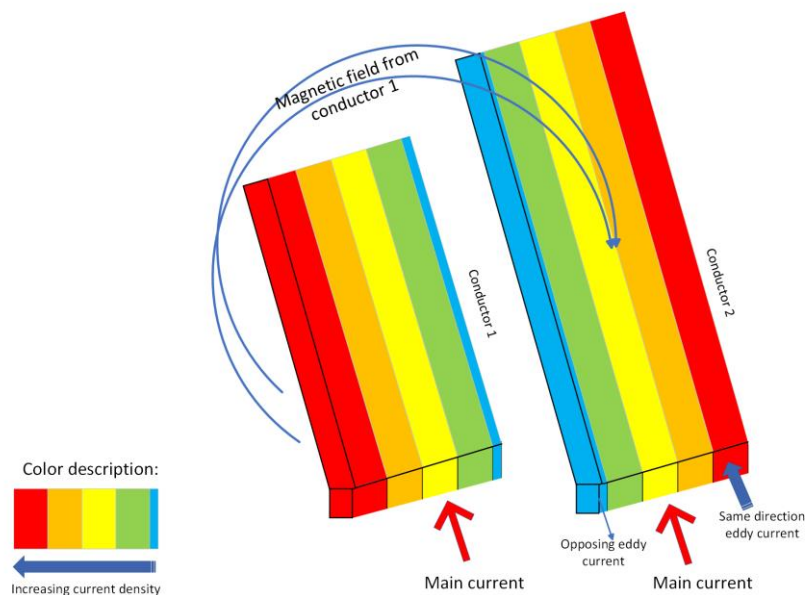 Magnetic field from
conductor 1
Conductor 1
Conductor 2
Color description:
Increasing current density
Main current
Opposing eddy
current
Main current
Same direction
eddy current